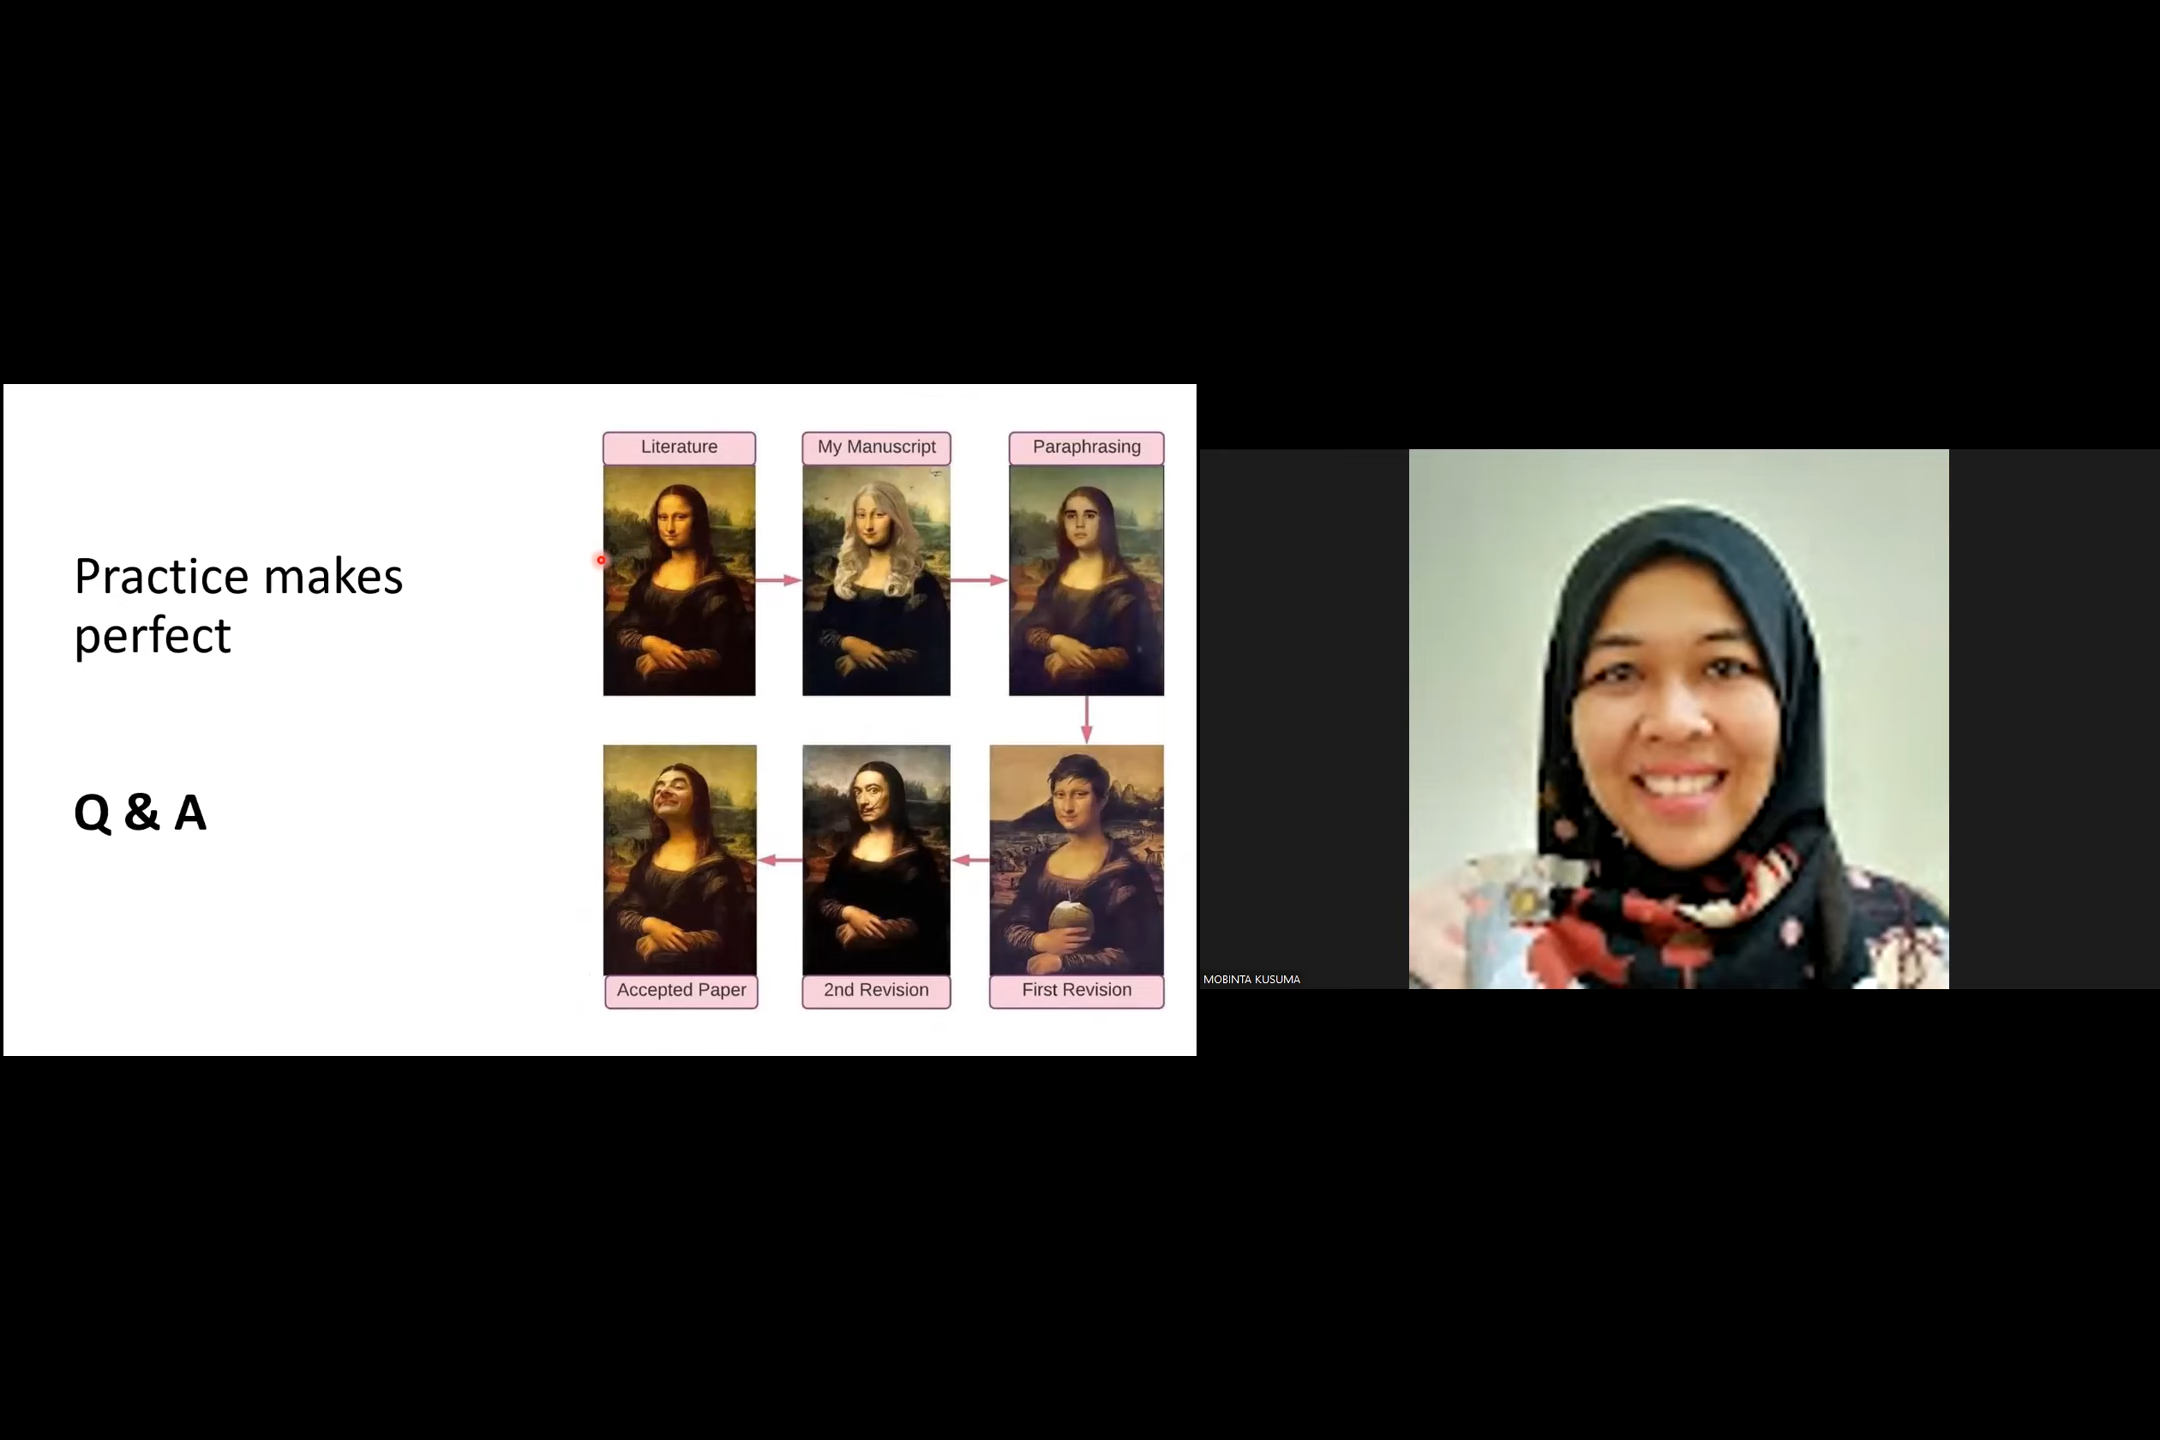 Practice makes
perfect
Q & A
Literature
My Manuscript
Paraphrasing
Accepted Paper
2nd Revision
First Revision
MOBINTA KUSUMA